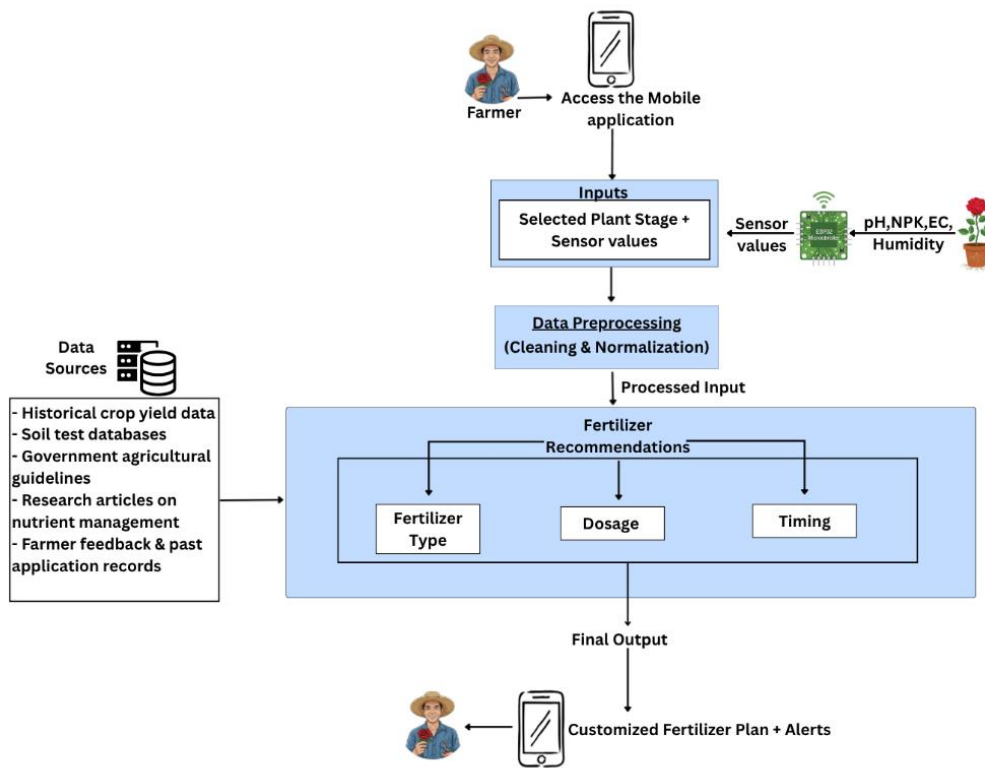 Farmer
Access the Mobile
application
Inputs
Selected Plant Stage +
Sensor values
Sensor
values
ESP32
pH,NPK,EC,
Humidity
Data Preprocessing
(Cleaning & Normalization)
Processed Input
Data
Sources
- Historical crop yield data
- Soil test databases
- Government agricultural
guidelines
- Research articles on
nutrient management
- Farmer feedback & past
application records
Fertilizer
Recommendations
Fertilizer
Type
Dosage
Timing
Final Output
Customized Fertilizer Plan + Alerts